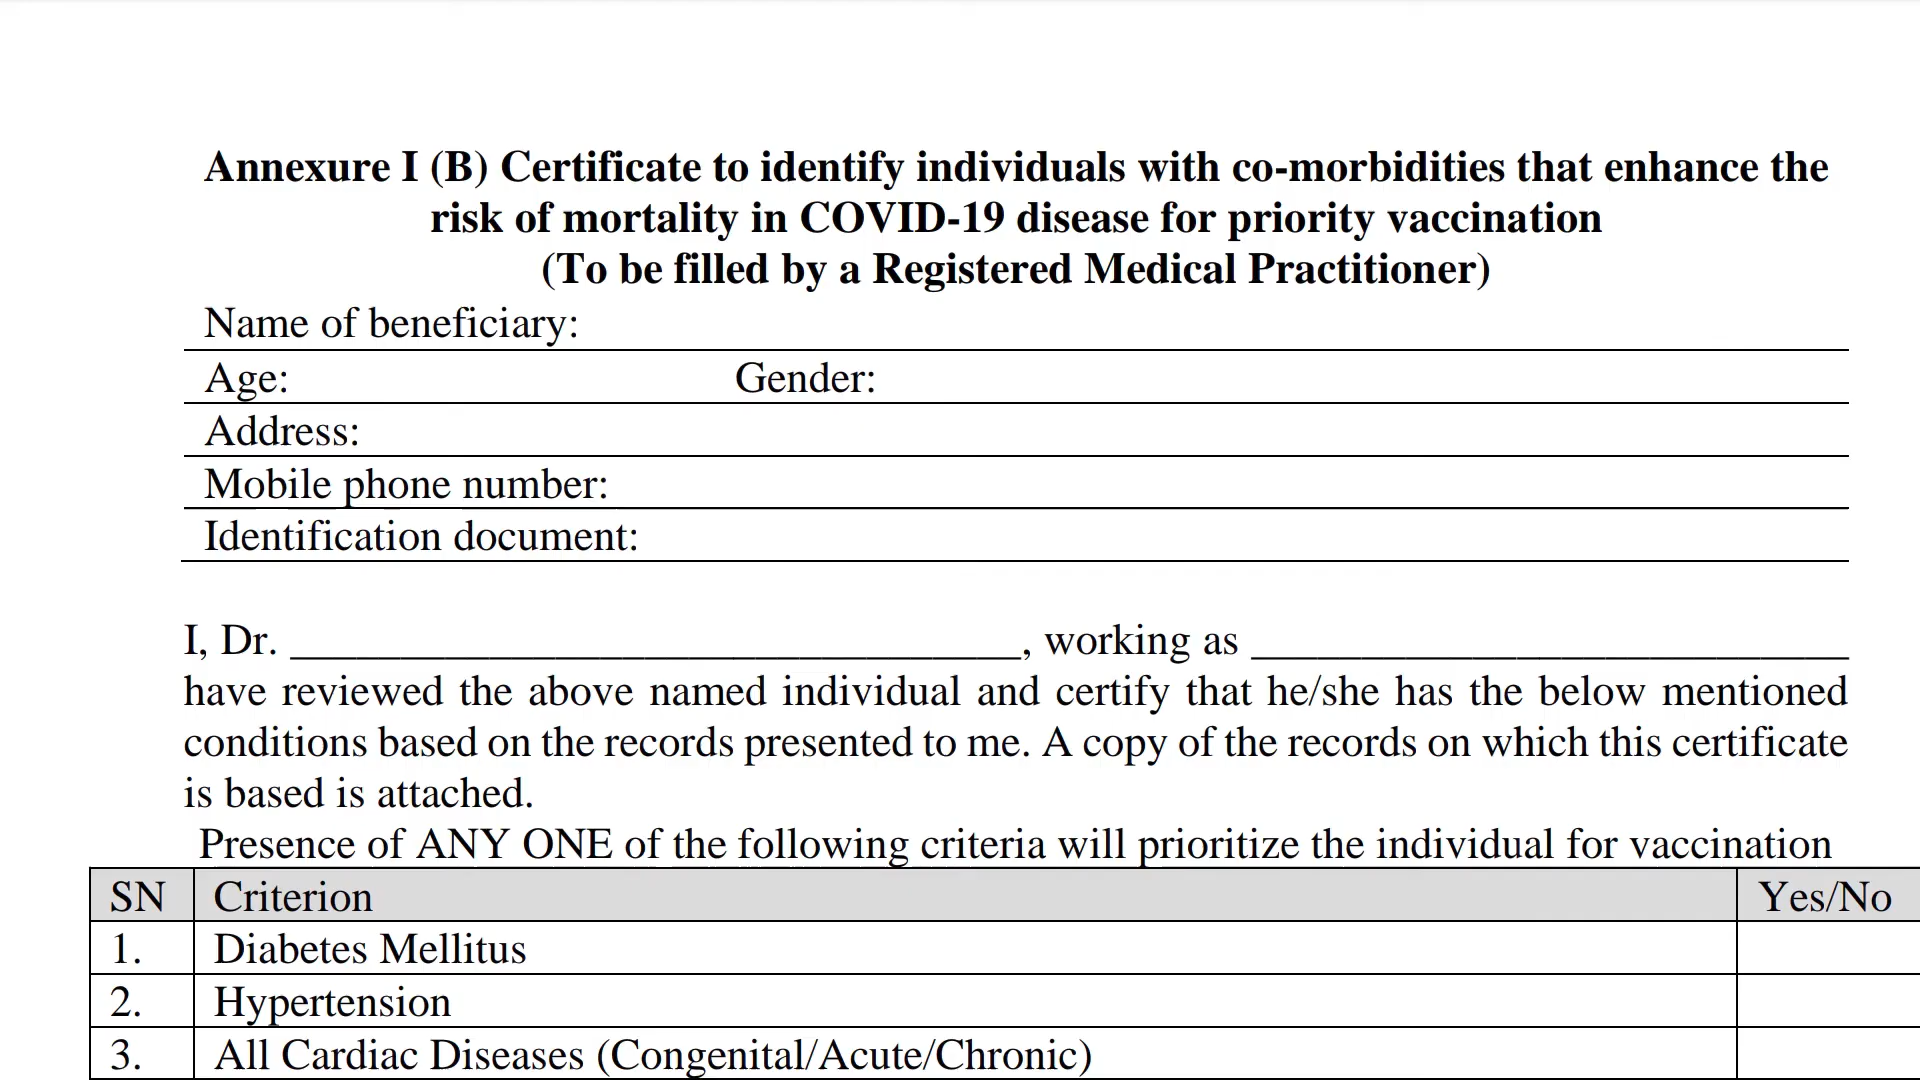 Annexure I (B) Certificate to identify individuals with co-morbidities that enhance the
risk of mortality in COVID-19 disease for priority vaccination
(To be filled by a Registered Medical Practitioner)
Name of beneficiary:
Age: Gender:
Address:
Mobile phone number:
Identification document:
I, Dr. _________________________________, working as ___________________________
have reviewed the above named individual and certify that he/she has the below mentioned
conditions based on the records presented to me. A copy of the records on which this certificate
is based is attached.
Presence of ANY ONE of the following criteria will prioritize the individual for vaccination
SN Criterion Yes/No
1. Diabetes Mellitus
2. Hypertension
3. All Cardiac Diseases (Congenital/Acute/Chronic)